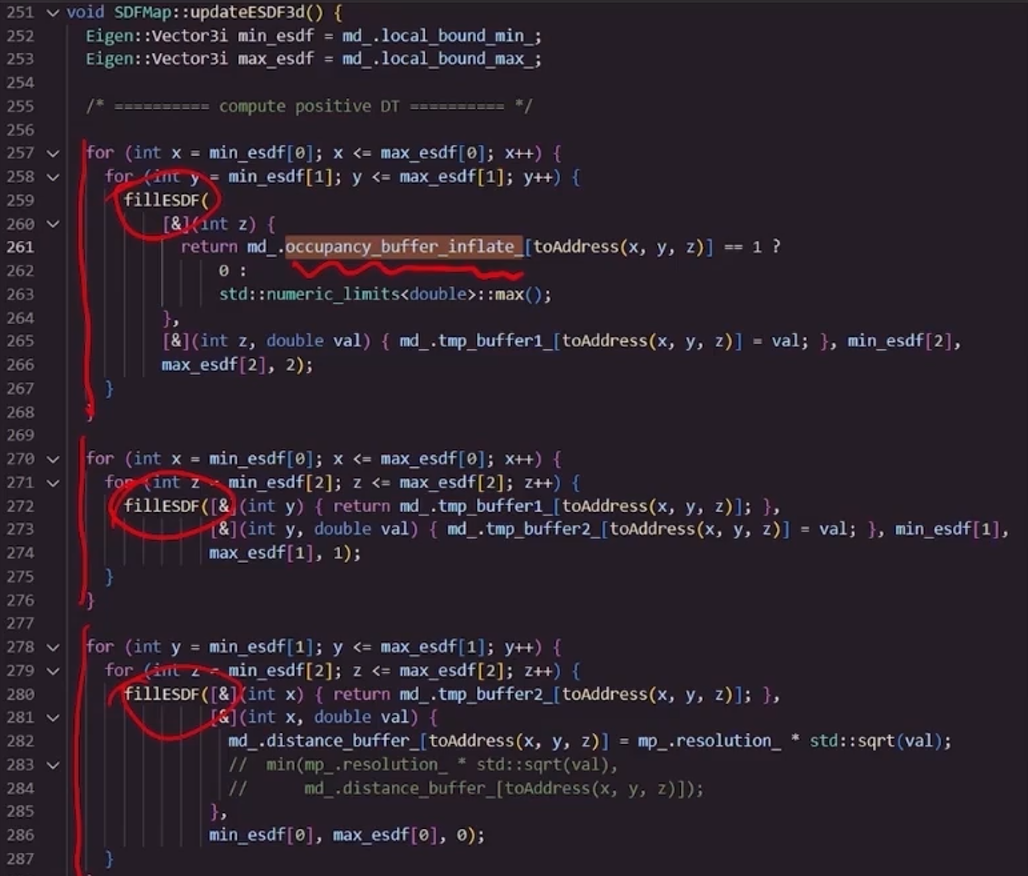 251 void SDFMap::updateESDF3d() {
252 Eigen::Vector3i min_esdf = md_.local_bound_min_;
253 Eigen::Vector3i max_esdf = md_.local_bound_max_;
254
255 /* ========== compute positive DT ========== */
256
257 for (int x = min_esdf[0]; x <= max_esdf[0]; x++) {
258 for (int y = min_esdf[1]; y <= max_esdf[1]; y++) {
259 fillESDF(
260 [&](int z) {
261 return md_.occupancy_buffer_inflate_[toAddress(x, y, z)] == 1 ?
262 0 :
263 std::numeric_limits<double>::max();
264 },
265 [&](int z, double val) { md_.tmp_buffer1_[toAddress(x, y, z)] = val; }, min_esdf[2],
266 max_esdf[2], 2);
267 }
268 }
269
270 for (int x = min_esdf[0]; x <= max_esdf[0]; x++) {
271 for (int z = min_esdf[2]; z <= max_esdf[2]; z++) {
272 fillESDF([&](int y) { return md_.tmp_buffer1_[toAddress(x, y, z)]; },
273 [&](int y, double val) { md_.tmp_buffer2_[toAddress(x, y, z)] = val; }, min_esdf[1],
274 max_esdf[1], 1);
275 }
276 }
277
278 for (int y = min_esdf[1]; y <= max_esdf[1]; y++) {
279 for (int z = min_esdf[2]; z <= max_esdf[2]; z++) {
280 fillESDF([&](int x) { return md_.tmp_buffer2_[toAddress(x, y, z)]; },
281 [&](int x, double val) {
282 md_.distance_buffer_[toAddress(x, y, z)] = mp_.resolution_ * std::sqrt(val);
283 // min(mp_.resolution_ * std::sqrt(val),
284 // md_.distance_buffer_[toAddress(x, y, z)]);
285 },
286 min_esdf[0], max_esdf[0], 0);
287 }